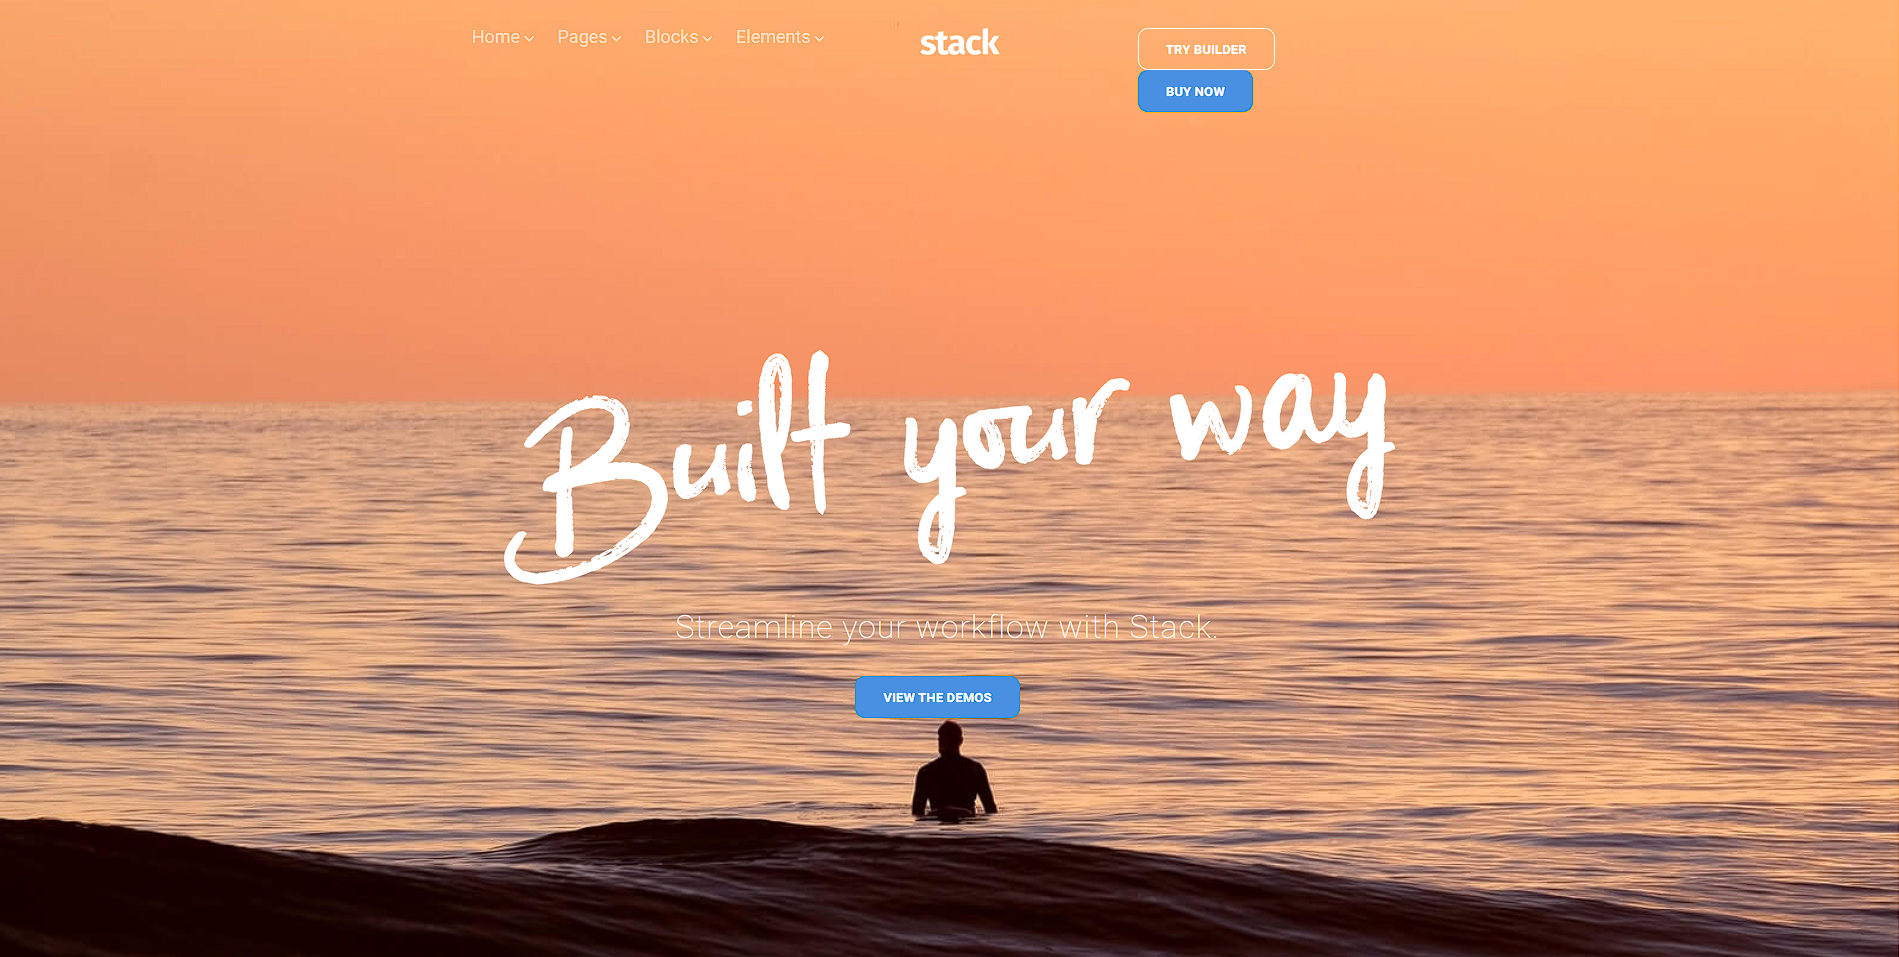 Home Pages Blocks Elements
stack
TRY BUILDER
BUY NOW
Built your way
Streamline your workflow with Stack.
VIEW THE DEMOS